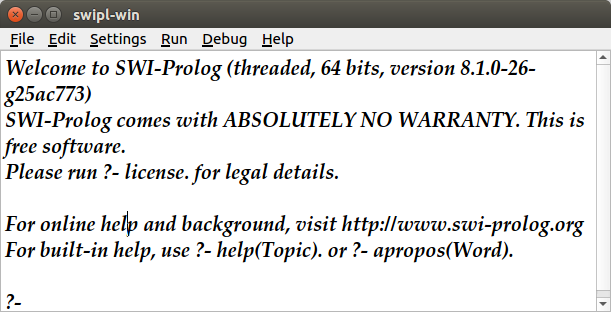 swipl-win
File Edit Settings Run Debug Help
Welcome to SWI-Prolog (threaded, 64 bits, version 8.1.0-26-
g25ac773)
SWI-Prolog comes with ABSOLUTELY NO WARRANTY. This is
free software.
Please run ?- license. for legal details.
For online help and background, visit http://www.swi-prolog.org
For built-in help, use ?- help(Topic). or ?- apropos(Word).
?-